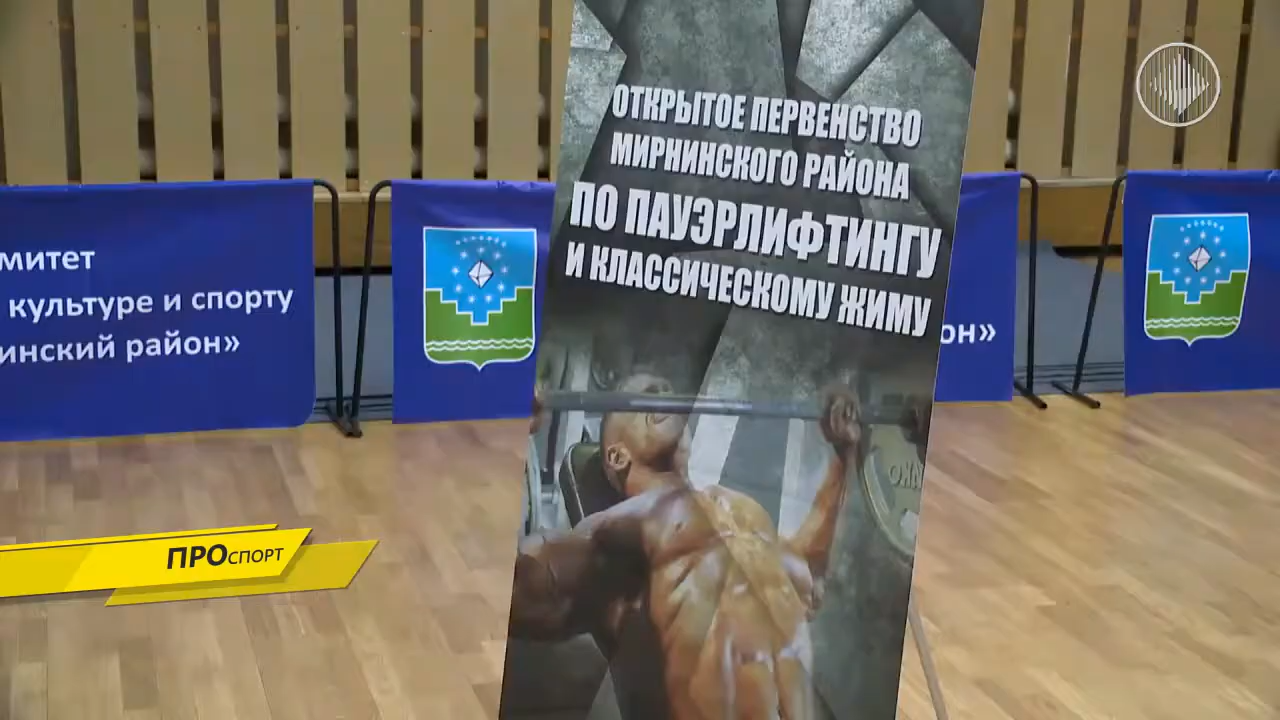 ОТКРЫТОЕ ПЕРВЕНСТВО
МИРНИНСКОГО РАЙОНА
ПО ПАУЭРЛИФТИНГУ
И КЛАССИЧЕСКОМУ ЖИМУ
митет
культуре и спорту
инский район»
он»
ПРОСПОРТ